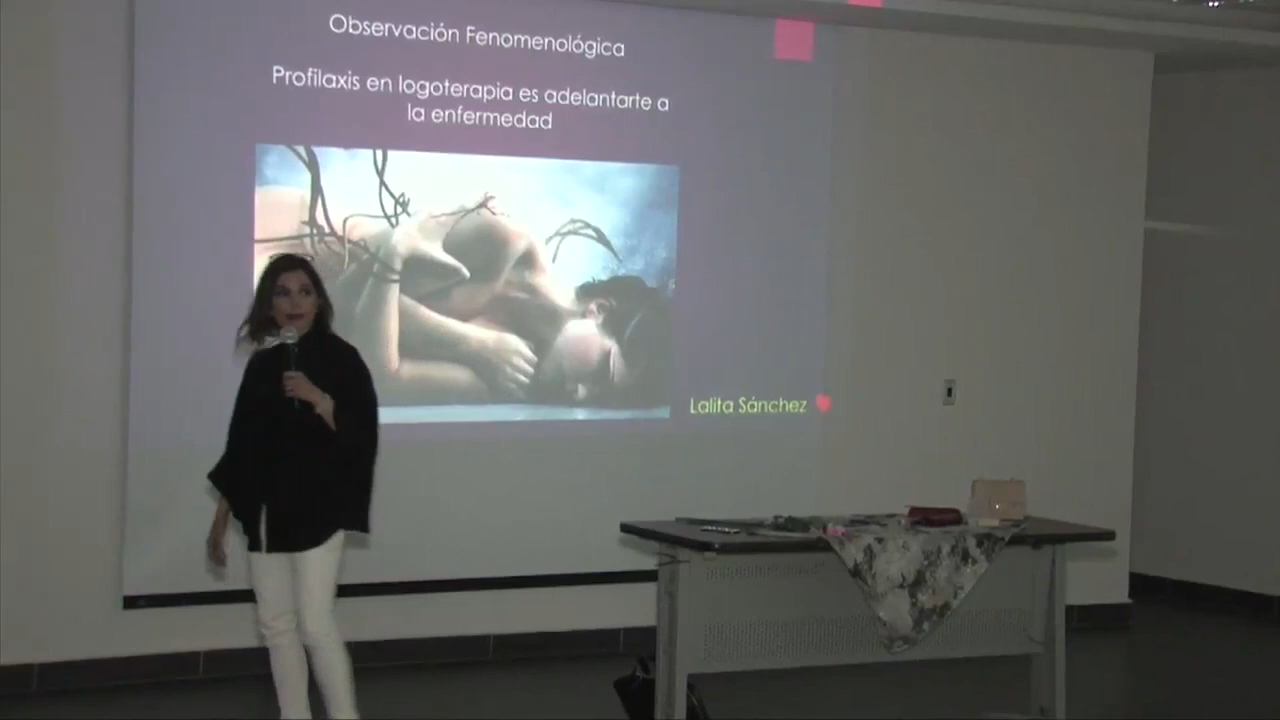 Observación Fenomenológica
Profilaxis en logoterapia es adelantarte a
la enfermedad
Lalita Sánchez